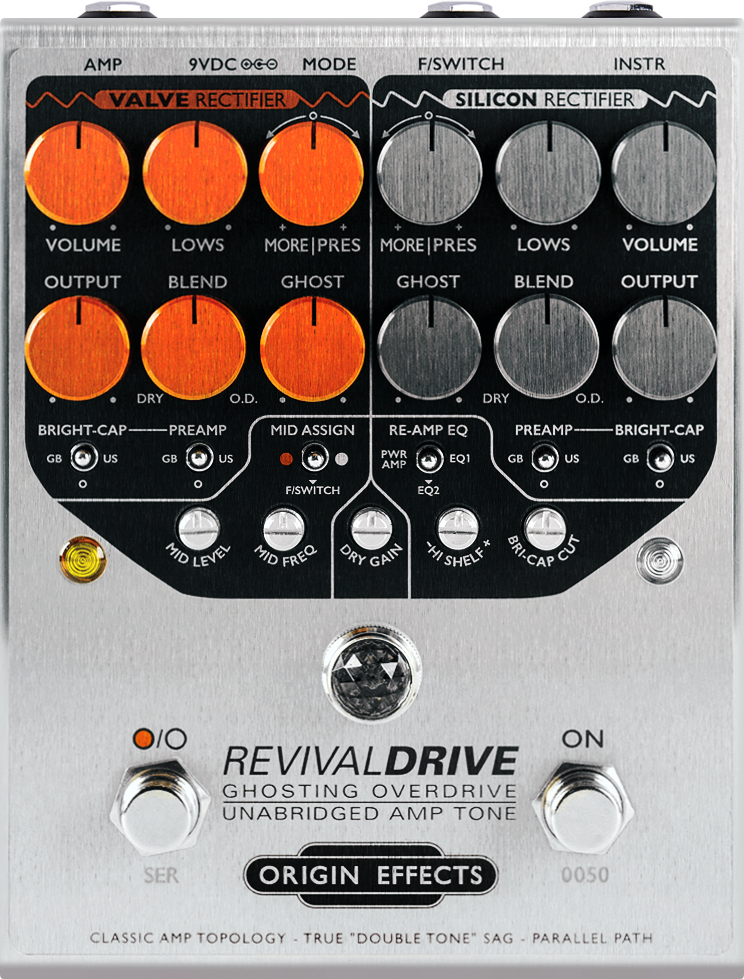 AMP 9VDC MODE F/SWITCH INSTR
VALVE RECTIFIER SILICON RECTIFIER
VOLUME LOWS MORE|PRES MORE|PRES LOWS VOLUME
OUTPUT BLEND GHOST GHOST BLEND OUTPUT
DRY O.D. DRY O.D.
BRIGHT-CAP PREAMP MID ASSIGN RE-AMP EQ PREAMP BRIGHT-CAP
GB US GB US PWR AMP EQ1 GB US GB US
F/SWITCH EQ2
MID LEVEL MID FREQ DRY GAIN -HI SHELF+ BRI-CAP CUT
/O ON
REVIVALDRIVE
GHOSTING OVERDRIVE
UNABRIDGED AMP TONE
SER ORIGIN EFFECTS 0050
CLASSIC AMP TOPOLOGY - TRUE "DOUBLE TONE" SAG - PARALLEL PATH